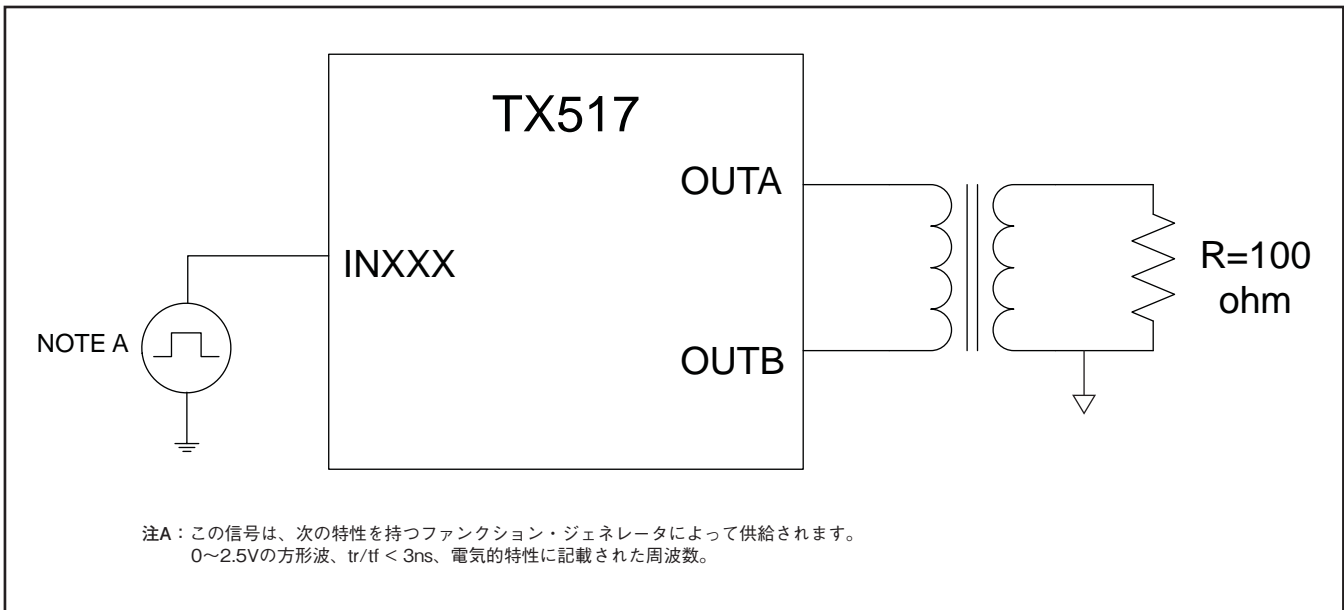 TX517
OUTA
INXXX
R=100
ohm
NOTE A
OUTB
注A：この信号は、次の特性を持つファンクション・ジェネレータによって供給されます。
0～2.5Vの方形波、tr/tf < 3ns、電気的特性に記載された周波数。